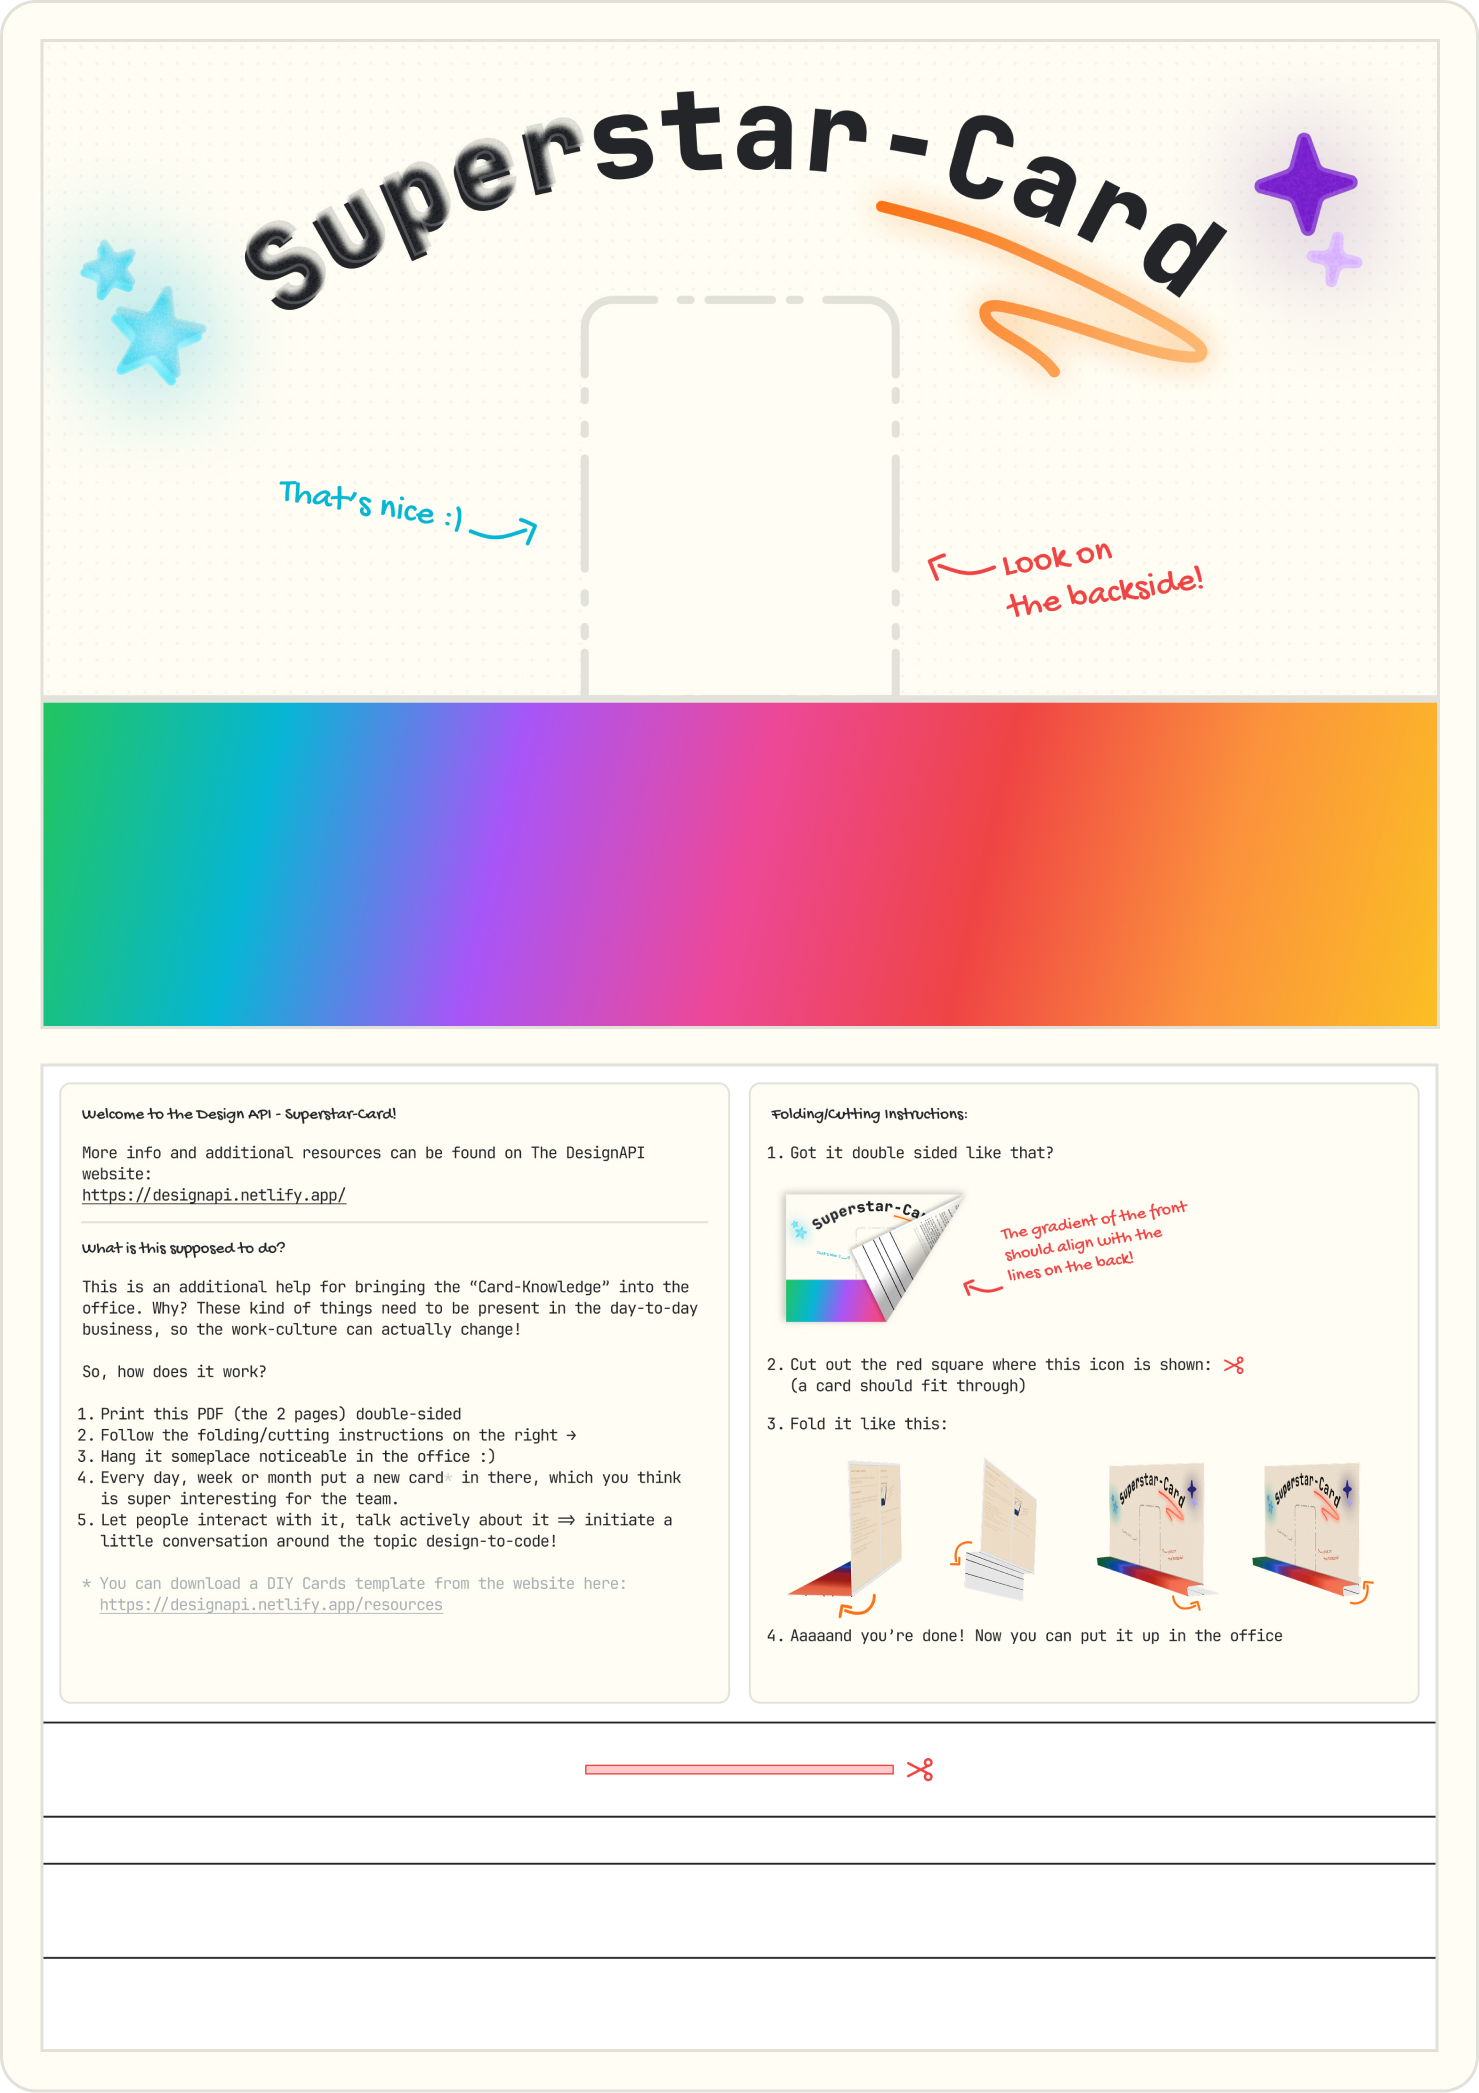 Superstar-Card
That's nice :)
Look on
the backside!
Welcome to the Design API - Superstar-Card!
More info and additional resources can be found on The DesignAPI
website:
https://designapi.netlify.app/
What is this supposed to do?
This is an additional help for bringing the “Card-Knowledge” into the
office. Why? These kind of things need to be present in the day-to-day
business, so the work-culture can actually change!
So, how does it work?
1. Print this PDF (the 2 pages) double-sided
2. Follow the folding/cutting instructions on the right →
3. Hang it someplace noticeable in the office :)
4. Every day, week or month put a new card* in there, which you think
is super interesting for the team.
5. Let people interact with it, talk actively about it ⇒ initiate a
little conversation around the topic design-to-code!
* You can download a DIY Cards template from the website here:
https://designapi.netlify.app/resources
Folding/Cutting Instructions:
1. Got it double sided like that?
Superstar-Car
The gradient of the front
should align with the
lines on the back!
2. Cut out the red square where this icon is shown:
(a card should fit through)
3. Fold it like this:
Superstar-Card
Superstar-Card
4. Aaaaand you’re done! Now you can put it up in the office